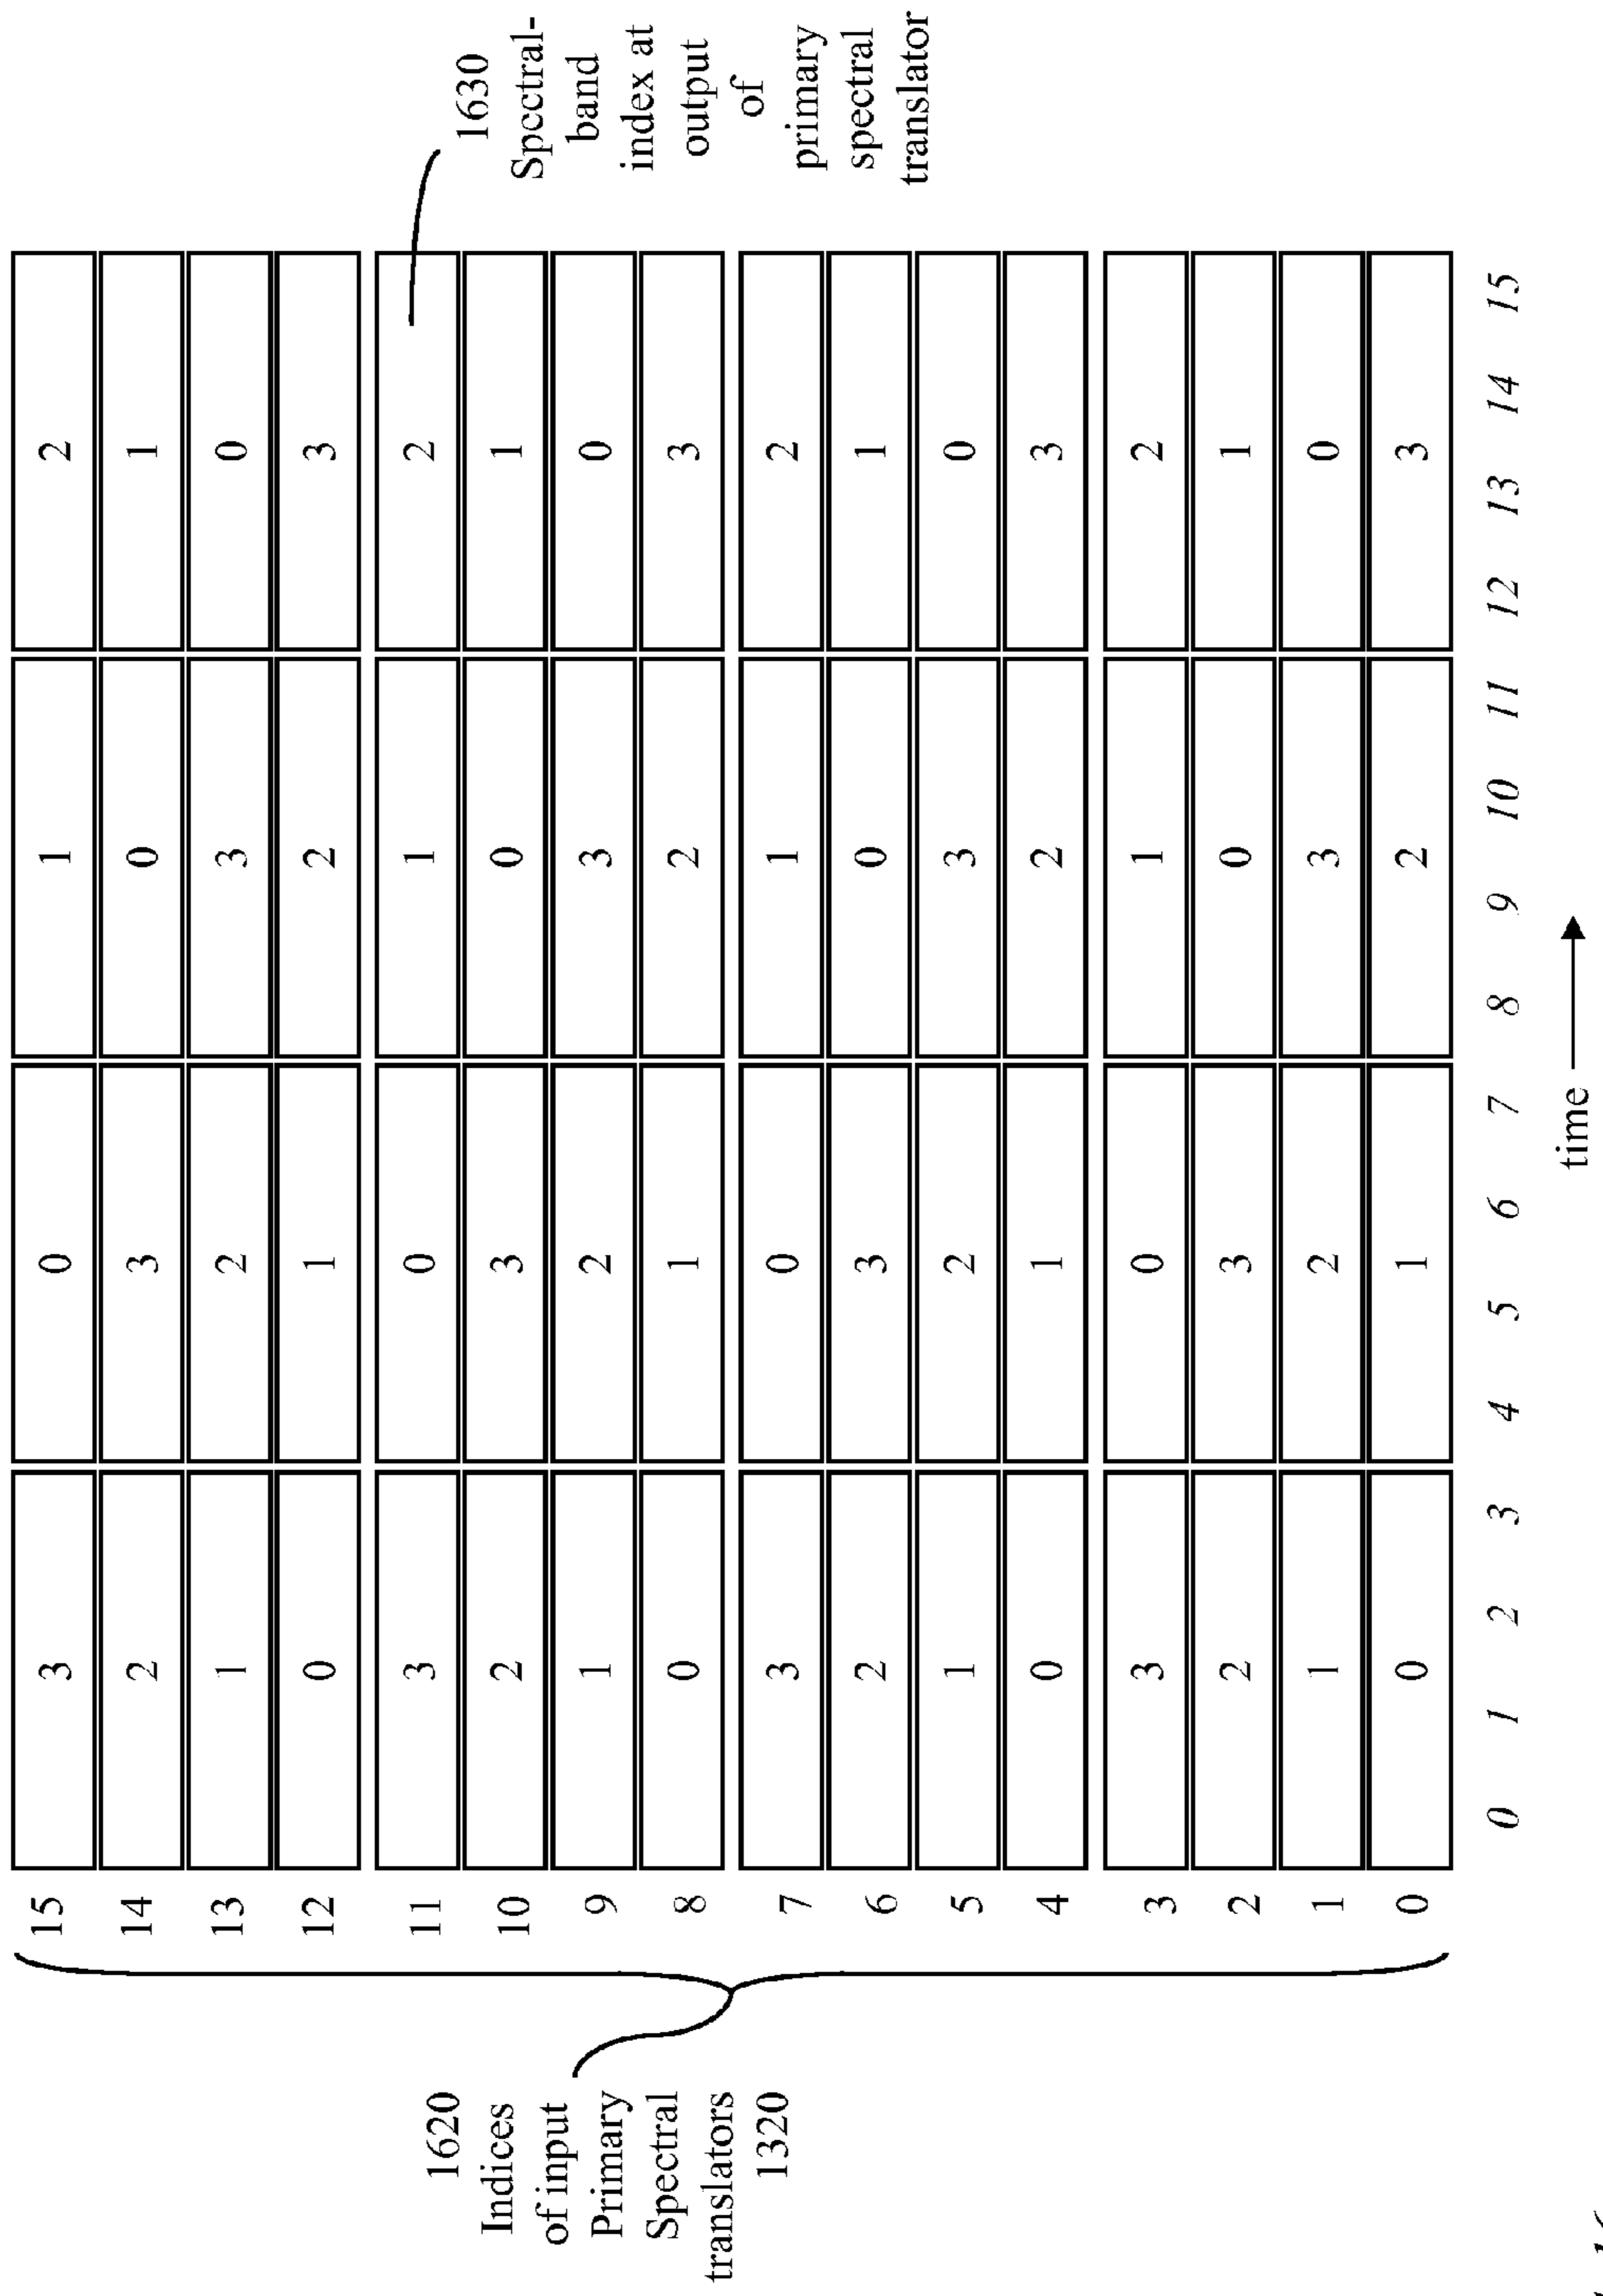 1620
Indices
of input
Primary
Spectral
translators
1320
15 3 0 1 2
14 2 3 0 1
13 1 2 3 0
12 0 1 2 3
11 3 0 1 2
10 2 3 0 1
9 1 2 3 0
8 0 1 2 3
7 3 0 1 2
6 2 3 0 1
5 1 2 3 0
4 0 1 2 3
3 3 0 1 2
2 2 3 0 1
1 1 2 3 0
0 0 1 2 3
0 1 2 3 4 5 6 7 8 9 10 11 12 13 14 15
time
1630
Spcctral-
band
index at
output
of
primary
spectral
translator